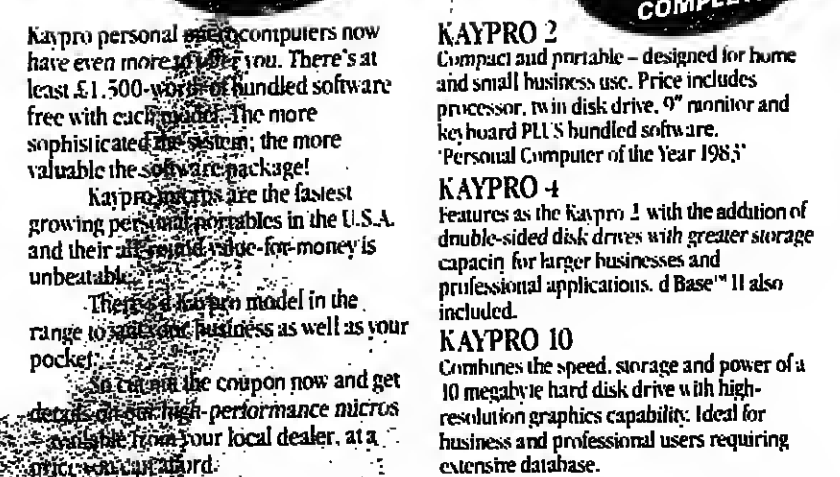 COMPLETE
Kaypro personal microcomputers now
have even more to offer you. There's at
least £1,500-worth of bundled software
free with each model. The more
sophisticated the system; the more
valuable the software package!
Kaypro micros are the fastest
growing personal portables in the U.S.A.
and their all-round value-for-money is
unbeatable.
There's a Kaypro model in the
range to suit your business as well as your
pocket.
So cut out the coupon now and get
details on our high-performance micros
– available from your local dealer, at a
price you can afford.
KAYPRO 2
Compact and portable – designed for home
and small business use. Price includes
processor, twin disk drive, 9" monitor and
keyboard PLUS bundled software.
'Personal Computer of the Year 1983'
KAYPRO 4
Features as the Kaypro 2 with the addition of
double-sided disk drives with greater storage
capacity for larger businesses and
professional applications. d Base™ II also
included.
KAYPRO 10
Combines the speed, storage and power of a
10 megabyte hard disk drive with high-
resolution graphics capability. Ideal for
business and professional users requiring
extensive database.